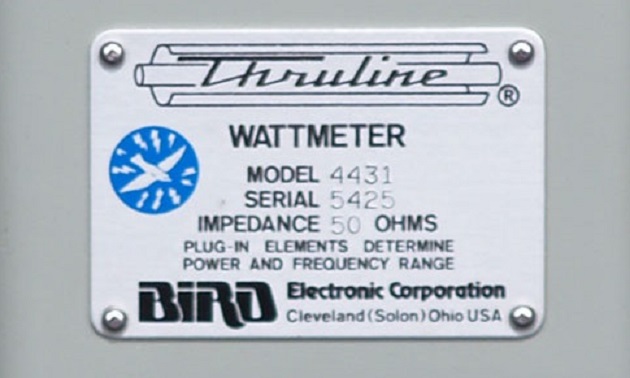 Thruline ®
WATTMETER
MODEL 4431
SERIAL 5425
IMPEDANCE 50 OHMS
PLUG-IN ELEMENTS DETERMINE
POWER AND FREQUENCY RANGE
BIRD Electronic Corporation
Cleveland (Solon) Ohio USA